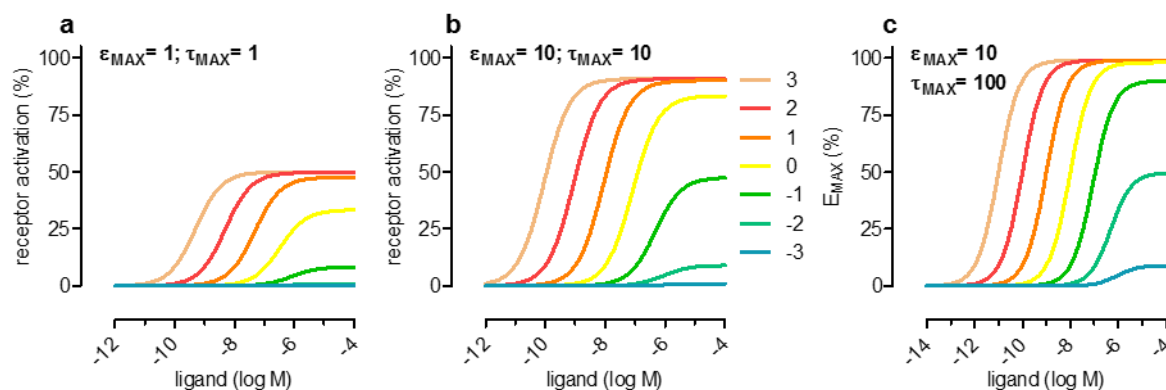 a
ε_MAX= 1; τ_MAX= 1
receptor activation (%)
100
75
50
25
0
-12
-10
-8
-6
-4
ligand (log M)
b
ε_MAX= 10; τ_MAX= 10
receptor activation (%)
100
75
50
25
0
-12
-10
-8
-6
-4
ligand (log M)
3
2
1
0
-1
-2
-3
c
ε_MAX= 10
τ_MAX= 100
E_MAX (%)
100
75
50
25
0
-14
-12
-10
-8
-6
-4
ligand (log M)